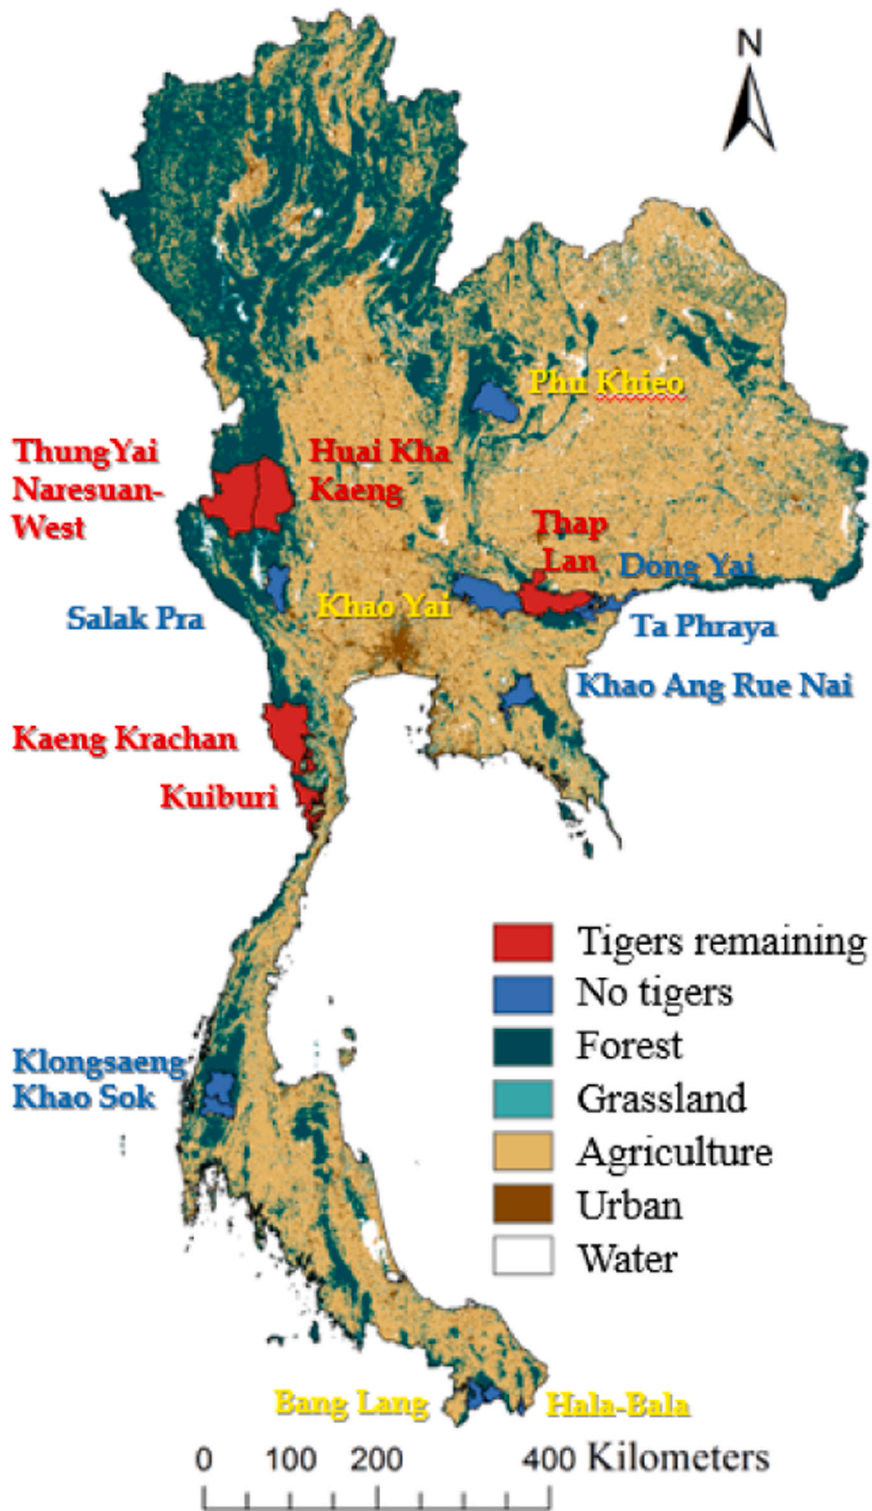 N
Phu Khieo
ThungYai
Naresuan-
West
Huai Kha
Kaeng
Thap
Lan
Dong Yai
Khao Yai
Salak Pra
Ta Phraya
Khao Ang Rue Nai
Kaeng Krachan
Kuiburi
Tigers remaining
No tigers
Forest
Grassland
Agriculture
Urban
Water
Klongsaeng
Khao Sok
Bang Lang
Hala-Bala
0 100 200 400 Kilometers